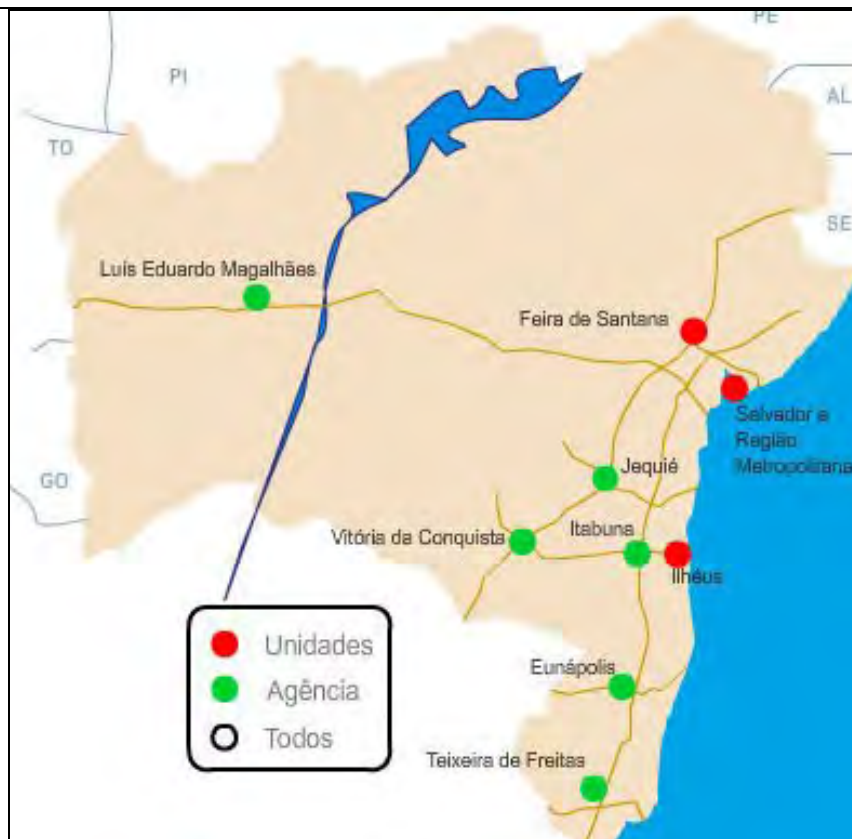 PE
PI
AL
TO
SE
Luís Eduardo Magalhães
Feira de Santana
Salvador e
Região
Metropolitana
GO
Jequié
Vitória da Conquista
Itabuna
Ilhéus
Unidades
Agência
Todos
Eunápolis
Teixeira de Freitas